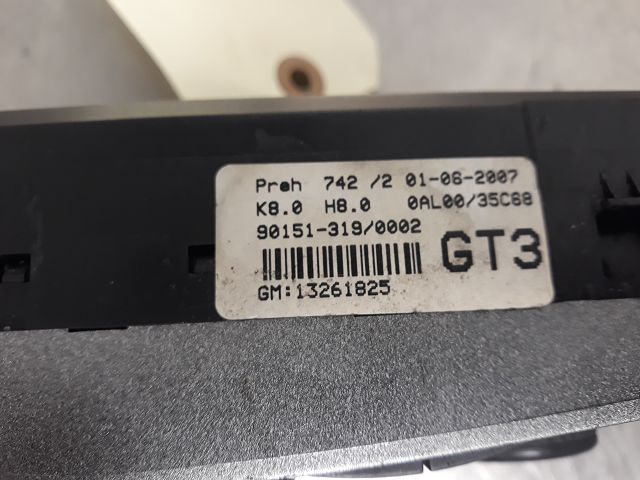 Preh 742 /2 01-06-2007
K8.0 H8.0 0AL00/35C68
90151-319/0002
GT3
GM:13261825